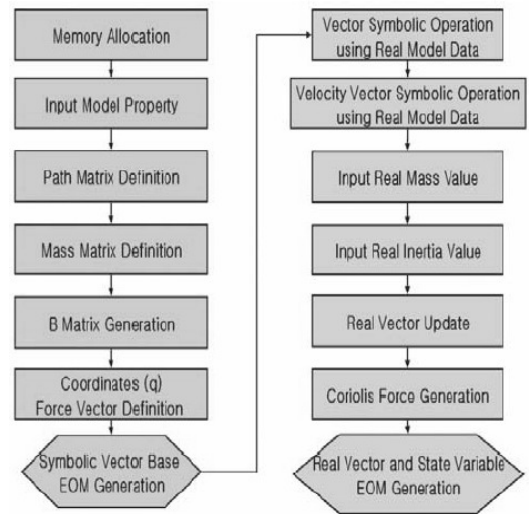 Memory Allocation
Input Model Property
Path Matrix Definition
Mass Matrix Definition
B Matrix Generation
Coordinates (q)
Force Vector Definition
Symbolic Vector Base
EOM Generation
Vector Symbolic Operation
using Real Model Data
Velocity Vector Symbolic Operation
using Real Model Data
Input Real Mass Value
Input Real Inertia Value
Real Vector Update
Coriolis Force Generation
Real Vector and State Variable
EOM Generation